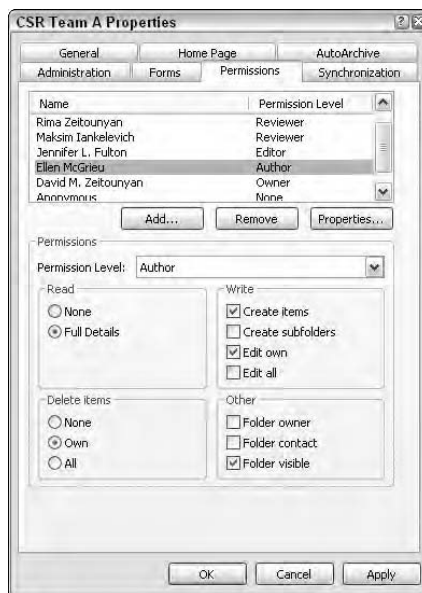 CSR Team A Properties
General Home Page AutoArchive
Administration Forms Permissions Synchronization
Name Permission Level
Rima Zeitounyan Reviewer
Maksim Iankelevich Reviewer
Jennifer L. Fulton Editor
Ellen McGrieu Author
David M. Zeitounyan Owner
Anonymous None
Add... Remove Properties...
Permissions
Permission Level: Author
Read Write
None Create items
Full Details Create subfolders
Edit own
Edit all
Delete items Other
None Folder owner
Own Folder contact
All Folder visible
OK Cancel Apply